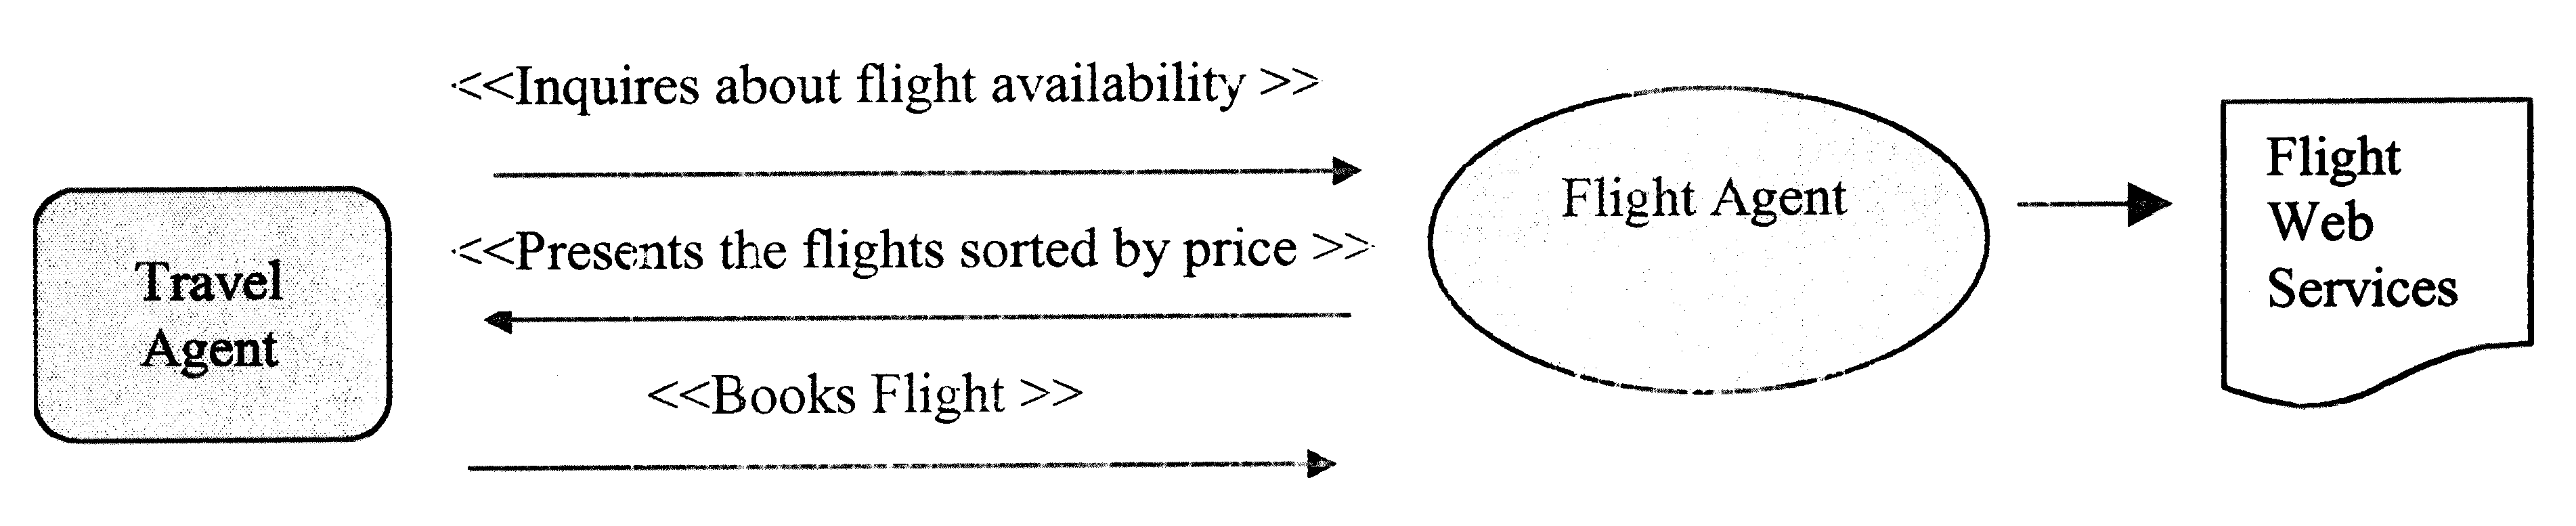 <<Inquires about flight availability >>
Flight Agent
Flight
Web
Services
<<Presents the flights sorted by price >>
Travel
Agent
<<Books Flight >>